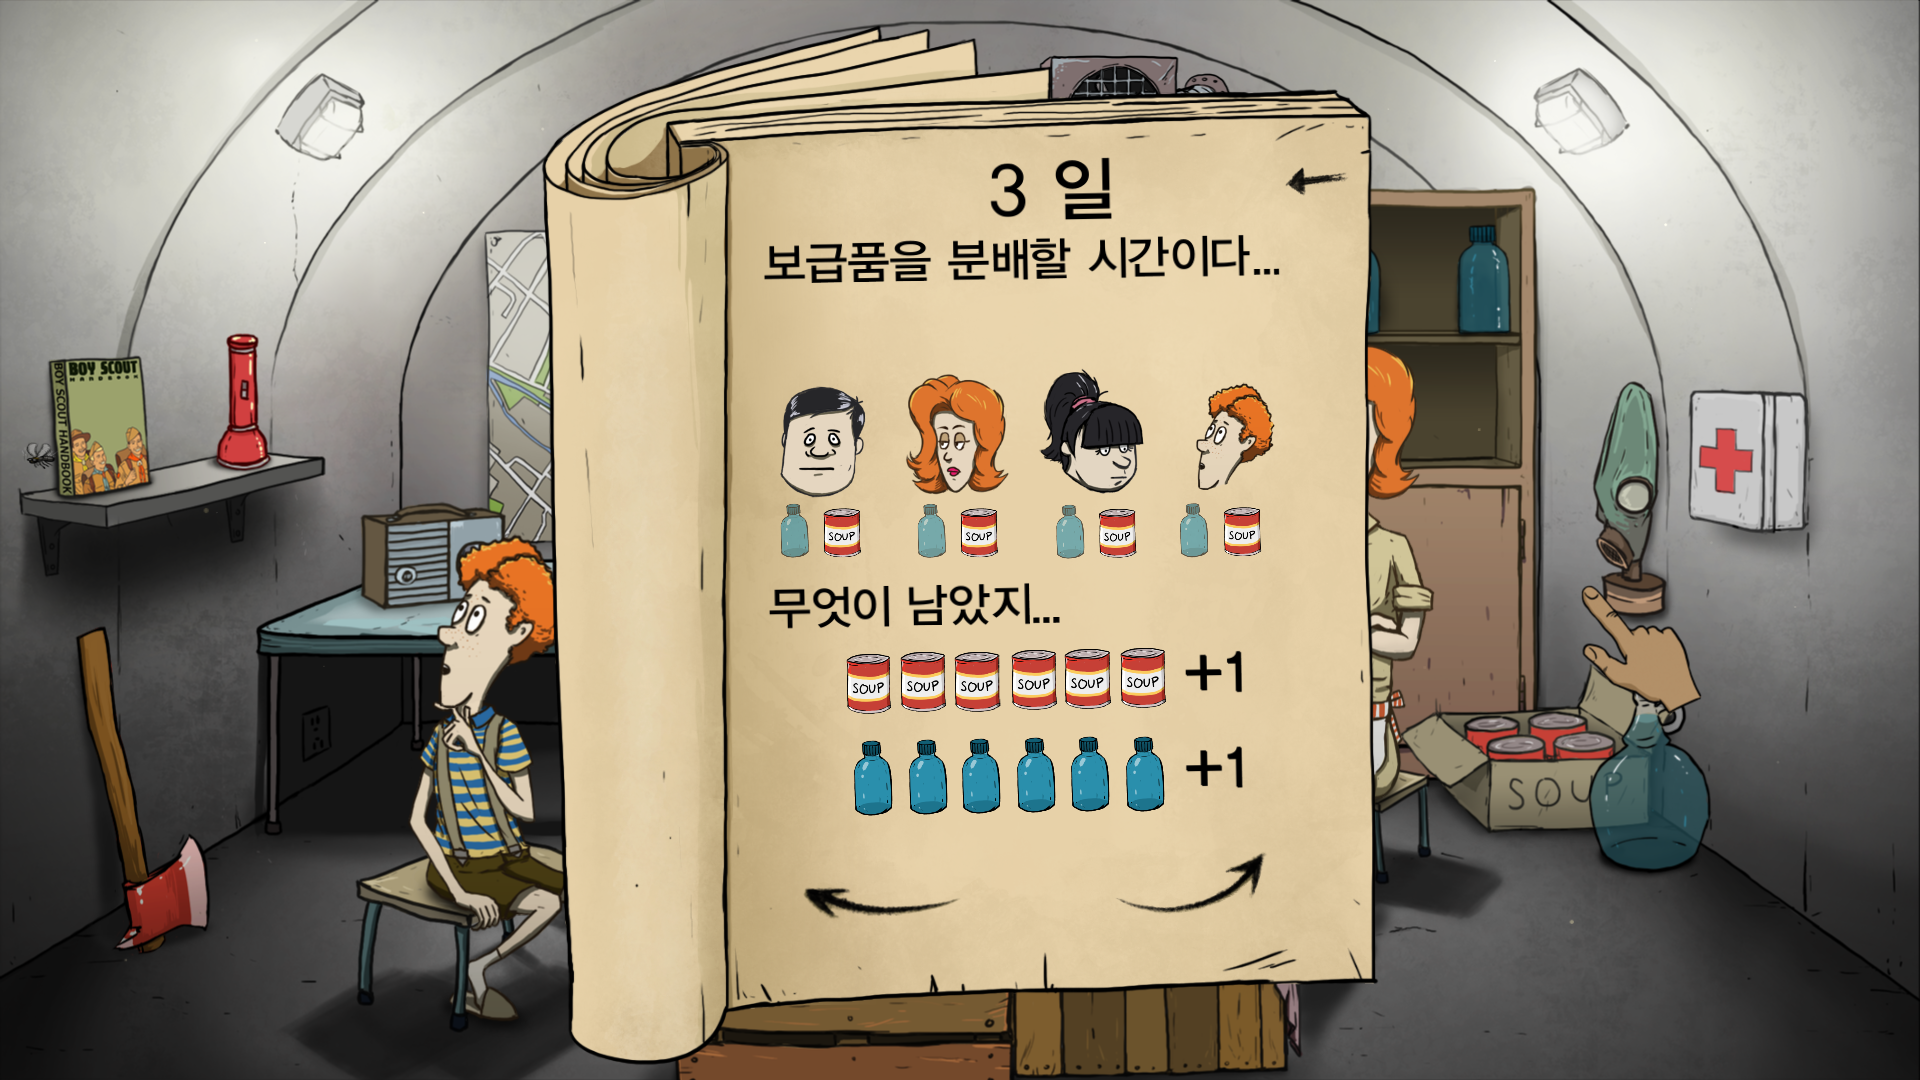 3 일
보급품을 분배할 시간이다...
SOUP SOUP SOUP SOUP
무엇이 남았지...
SOUP SOUP SOUP SOUP SOUP SOUP +1
+1
BOY SCOUT
HANDBOOK
BOY SCOUT HANDBOOK
SOUP